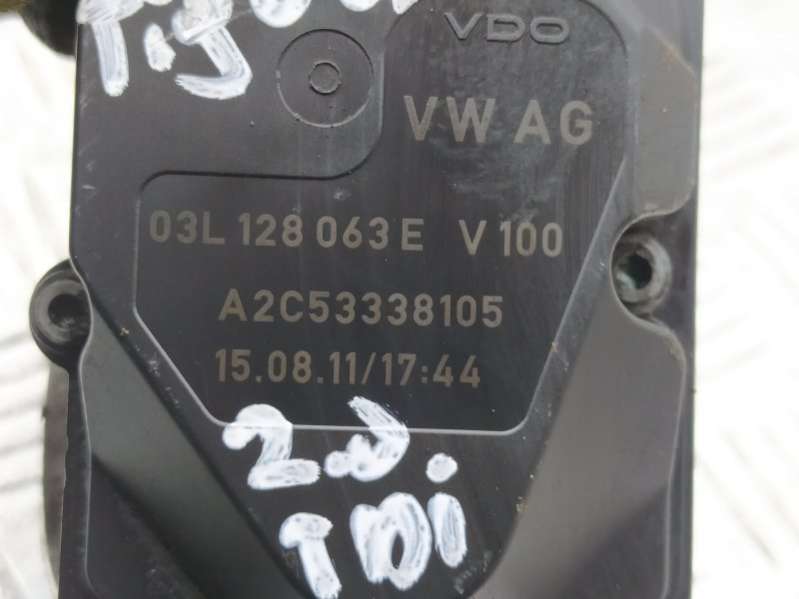 VDO
VW AG
03L 128 063 E V 100
A2C53338105
15.08.11/17:44
2.0.
TDI